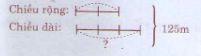 Chiều rộng:
Chiều dài:
125m
?